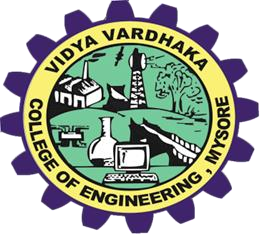 VIDYA VARDHAKA
COLLEGE OF ENGINEERING , MYSORE